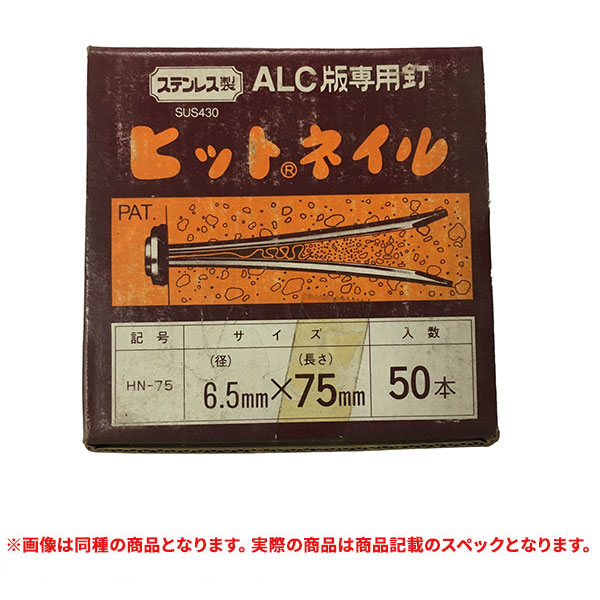 ステンレス製 ALC版専用釘
SUS430
ヒット®ネイル
PAT.
記号 サイズ 入数
(径) (長さ)
HN-75 6.5mm×75mm 50本
※画像は同種の商品となります。実際の商品は商品記載のスペックとなります。